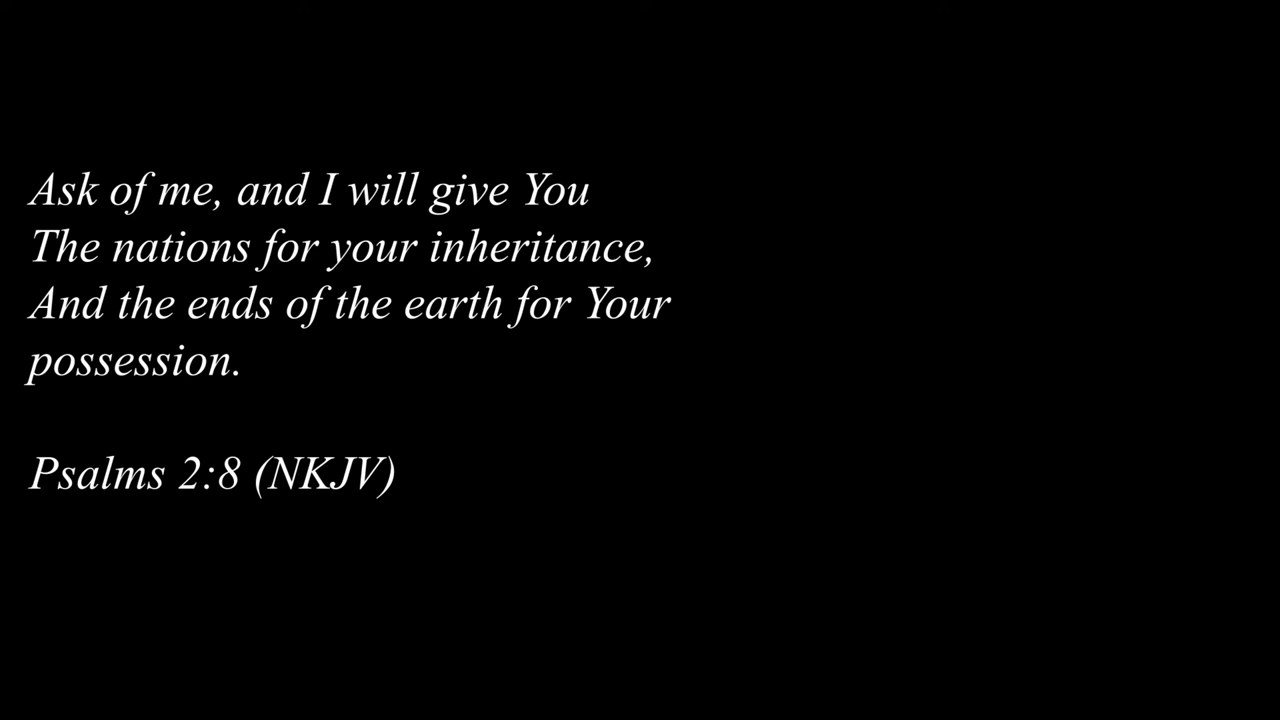 Ask of me, and I will give You
The nations for your inheritance,
And the ends of the earth for Your
possession.
Psalms 2:8 (NKJV)